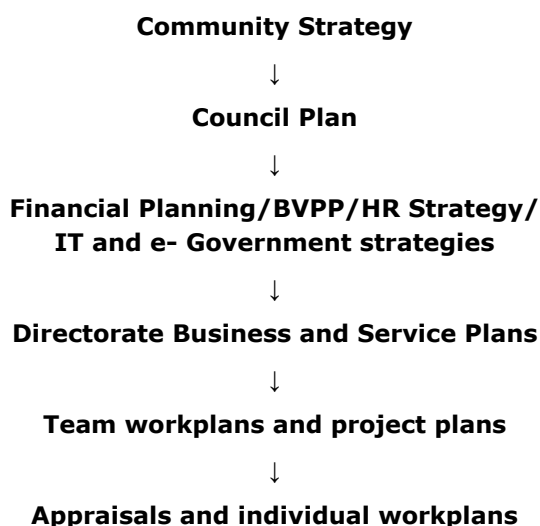 Community Strategy
↓
Council Plan
↓
Financial Planning/BVPP/HR Strategy/
IT and e- Government strategies
↓
Directorate Business and Service Plans
↓
Team workplans and project plans
↓
Appraisals and individual workplans